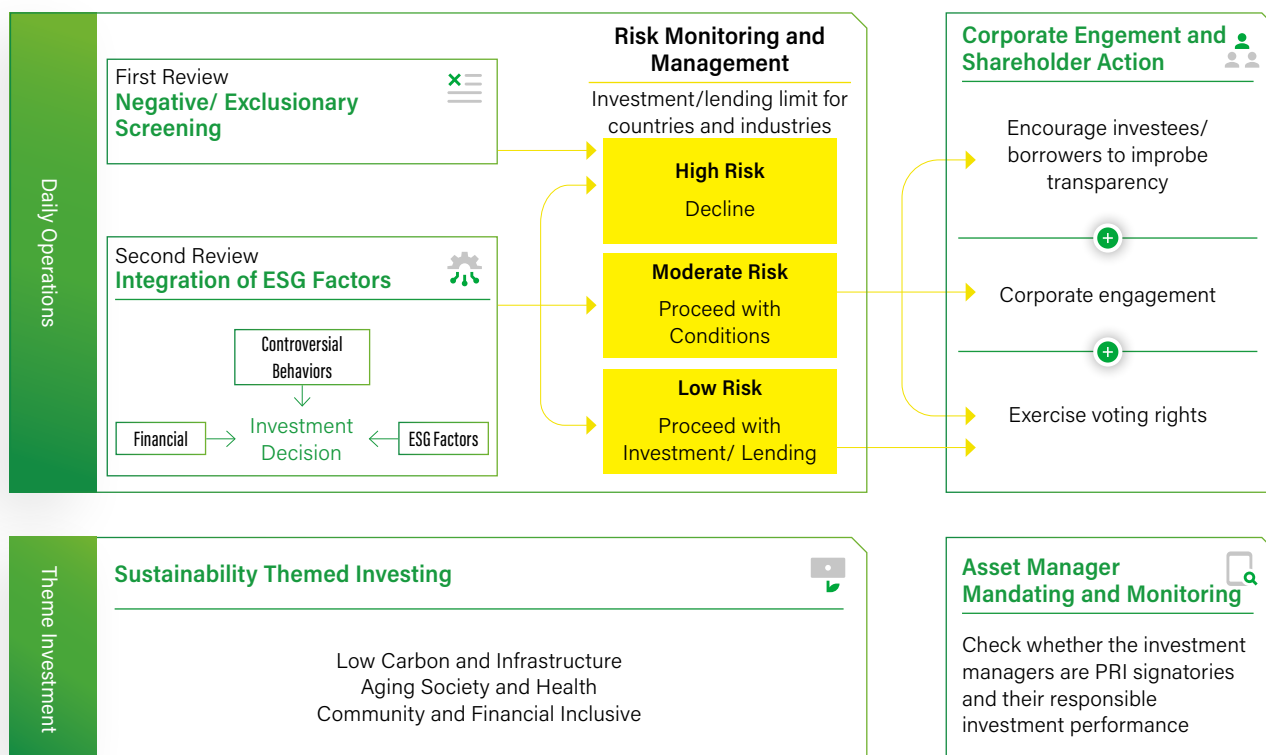 Daily Operations
First Review
Negative/ Exclusionary
Screening
Second Review
Integration of ESG Factors
Controversial
Behaviors
Financial
Investment
Decision
ESG Factors
Risk Monitoring and
Management
Investment/lending limit for
countries and industries
High Risk
Decline
Moderate Risk
Proceed with
Conditions
Low Risk
Proceed with
Investment/ Lending
Corporate Engement and
Shareholder Action
Encourage investees/
borrowers to improbe
transparency
Corporate engagement
Exercise voting rights
Theme Investment
Sustainability Themed Investing
Low Carbon and Infrastructure
Aging Society and Health
Community and Financial Inclusive
Asset Manager
Mandating and Monitoring
Check whether the investment
managers are PRI signatories
and their responsible
investment performance